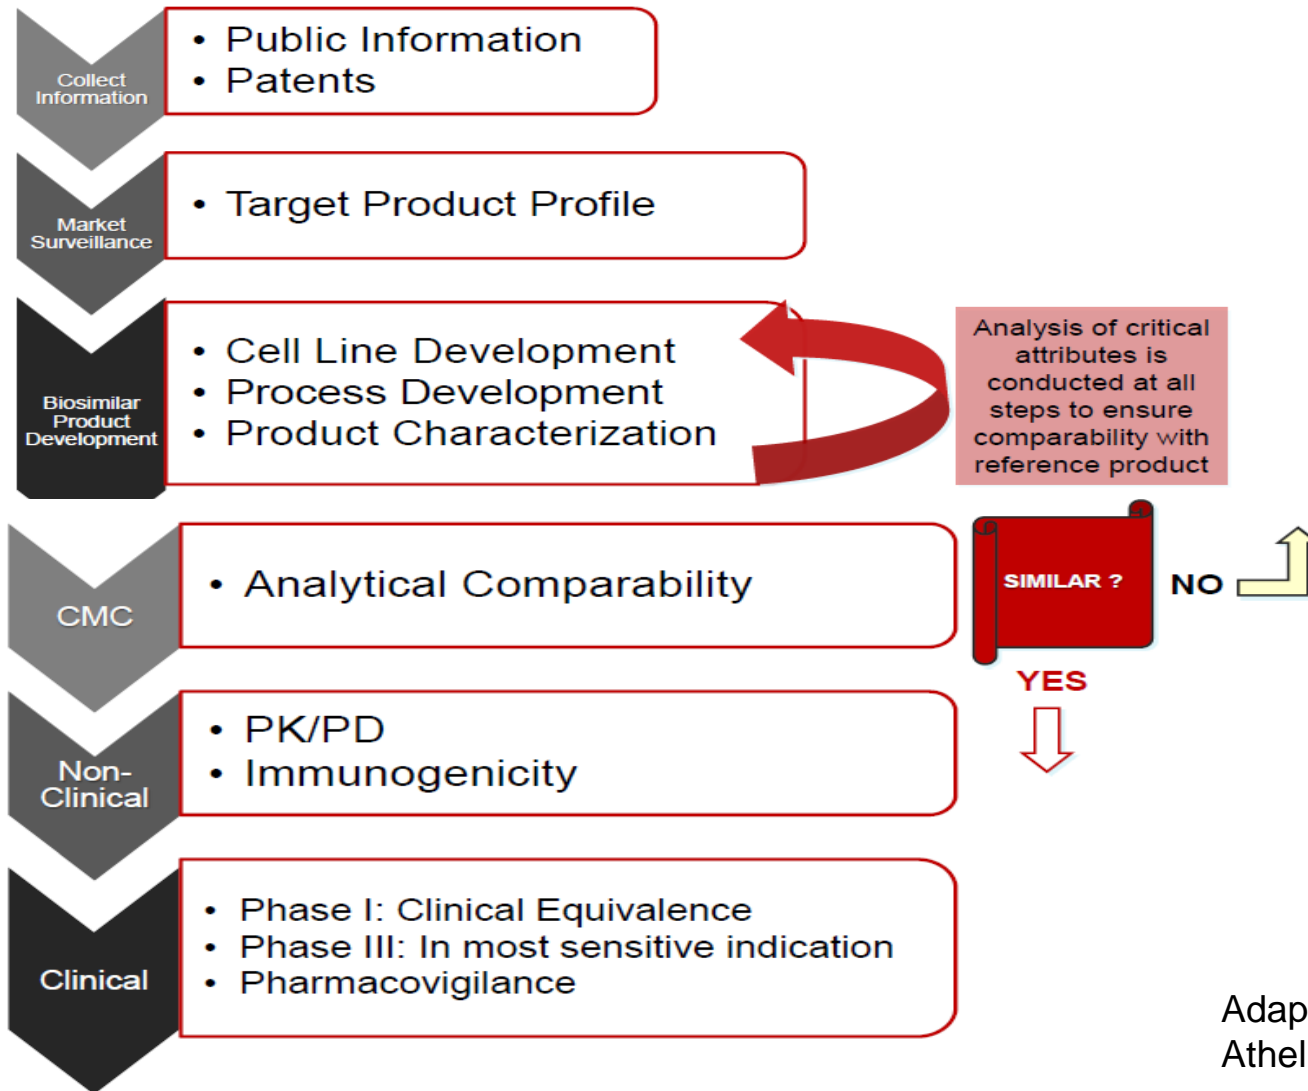 Collect
Information
• Public Information
• Patents
Market
Surveillance
• Target Product Profile
Biosimilar
Product
Development
• Cell Line Development
• Process Development
• Product Characterization
Analysis of critical
attributes is
conducted at all
steps to ensure
comparability with
reference product
CMC
• Analytical Comparability
SIMILAR ?
NO
YES
Non-
Clinical
• PK/PD
• Immunogenicity
Clinical
• Phase I: Clinical Equivalence
• Phase III: In most sensitive indication
• Pharmacovigilance
Adap
Athel